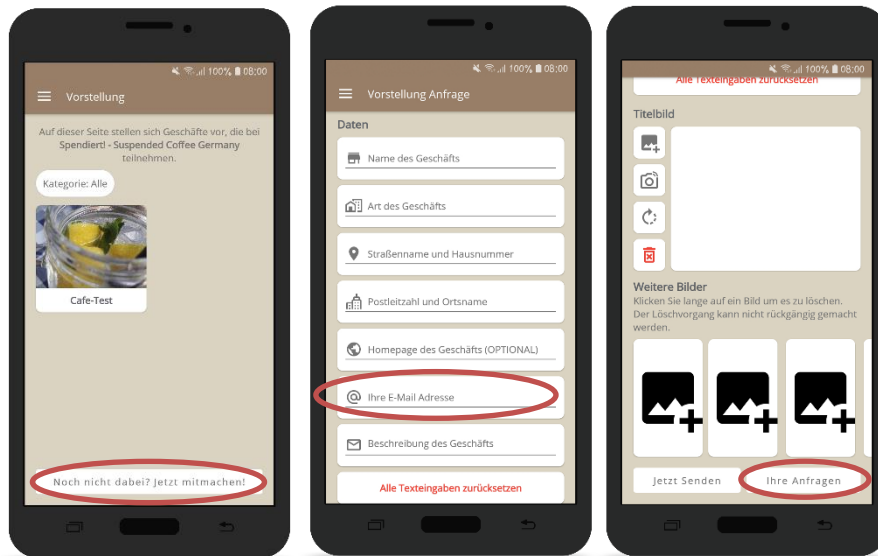 100% 08:00
Vorstellung
Auf dieser Seite stellen sich Geschäfte vor, die bei
Spendiert! - Suspended Coffee Germany
teilnehmen.
Kategorie: Alle
Cafe-Test
Noch nicht dabei? Jetzt mitmachen!
100% 08:00
Vorstellung Anfrage
Daten
Name des Geschäfts
Art des Geschäfts
Straßenname und Hausnummer
Postleitzahl und Ortsname
Homepage des Geschäfts (OPTIONAL)
Ihre E-Mail Adresse
Beschreibung des Geschäfts
Alle Texteingaben zurücksetzen
100% 08:00
Alle Texteingaben zurücksetzen
Titelbild
Weitere Bilder
Klicken Sie lange auf ein Bild um es zu löschen.
Der Löschvorgang kann nicht rückgängig gemacht
werden.
Jetzt Senden
Ihre Anfragen